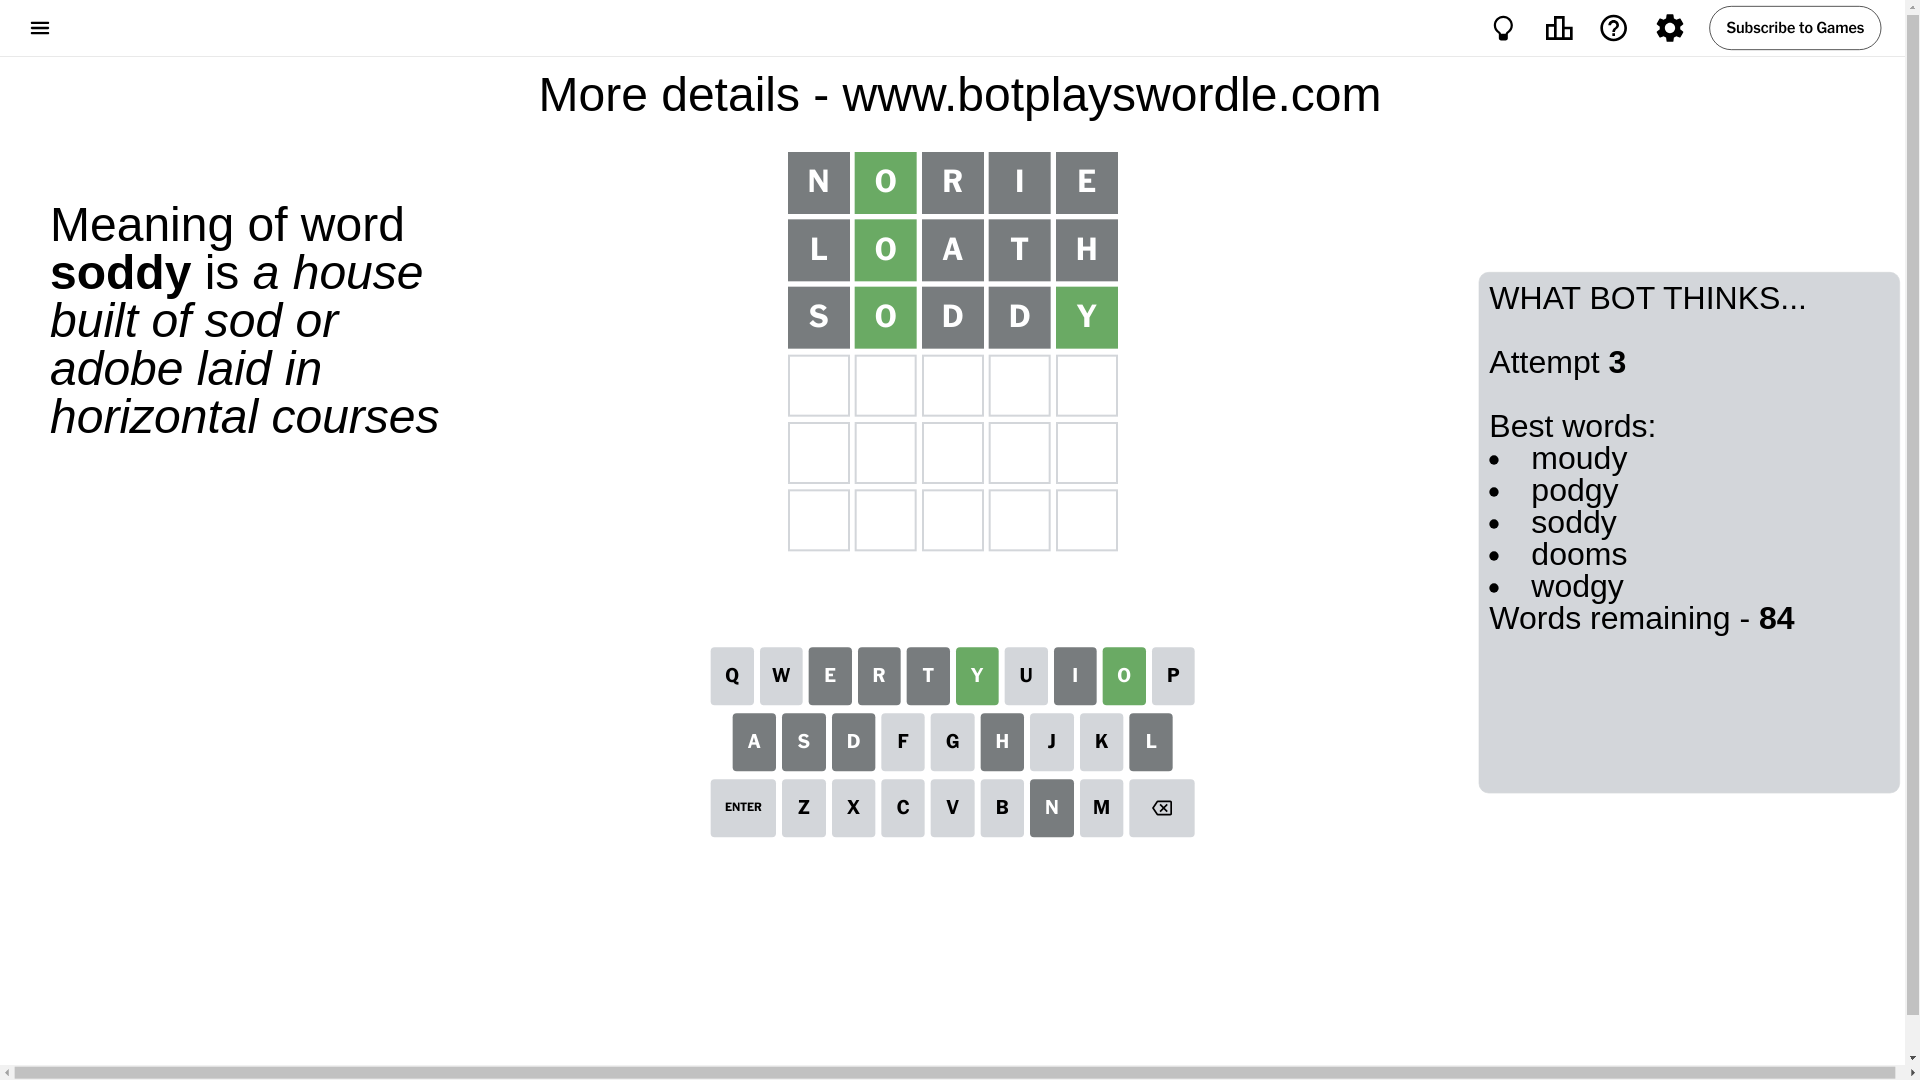 Subscribe to Games
More details - www.botplayswordle.com
Meaning of word
soddy is a house
built of sod or
adobe laid in
horizontal courses
N O R I E
L O A T H
S O D D Y
WHAT BOT THINKS...
Attempt 3
Best words:
• moudy
• podgy
• soddy
• dooms
• wodgy
Words remaining - 84
Q W E R T Y U I O P
A S D F G H J K L
ENTER Z X C V B N M